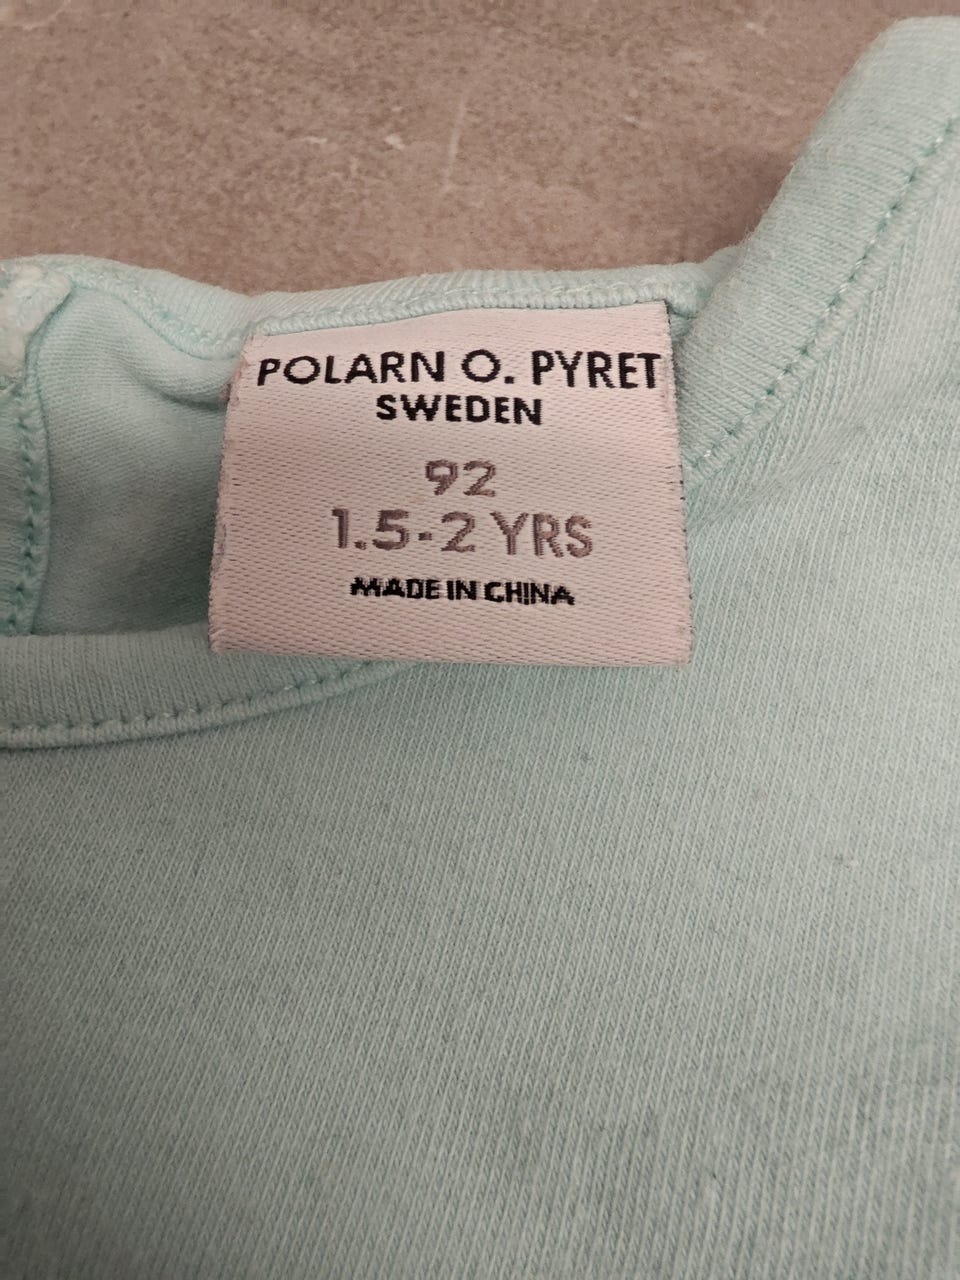 POLARN O. PYRET
SWEDEN
92
1.5-2 YRS
MADE IN CHINA